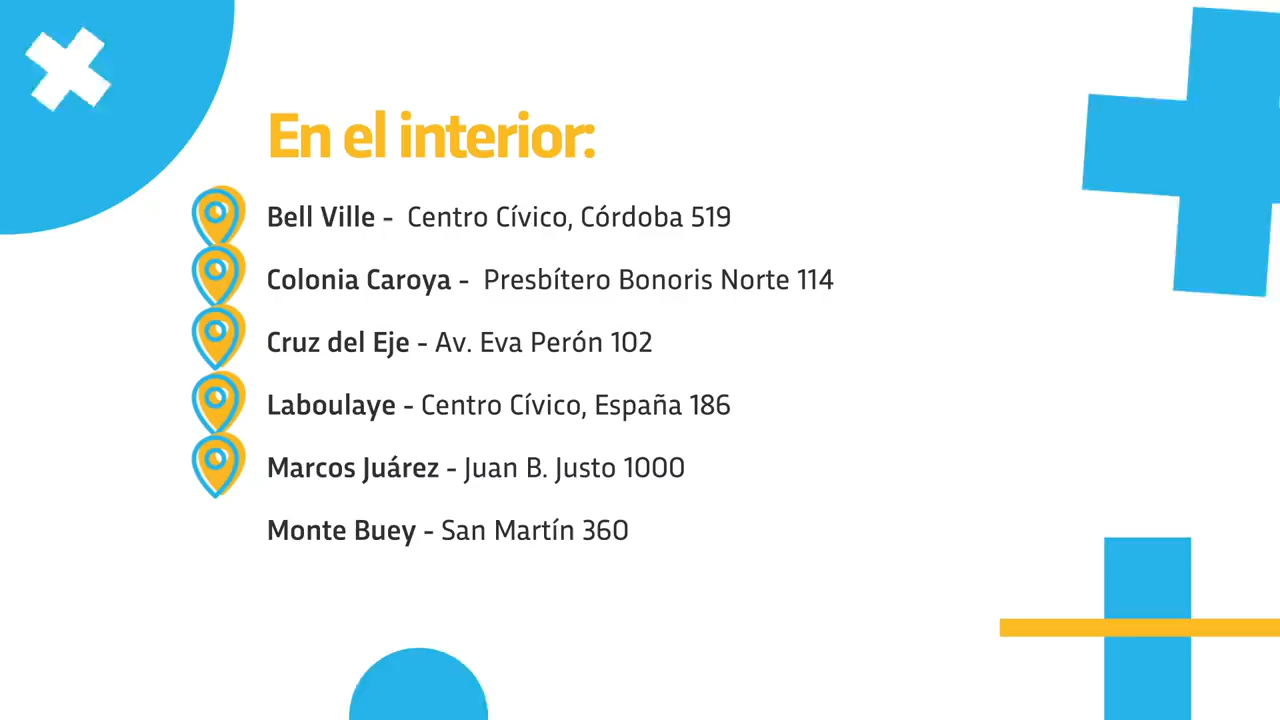 En el interior:
Bell Ville - Centro Cívico, Córdoba 519
Colonia Caroya - Presbítero Bonoris Norte 114
Cruz del Eje - Av. Eva Perón 102
Laboulaye - Centro Cívico, España 186
Marcos Juárez - Juan B. Justo 1000
Monte Buey - San Martín 360